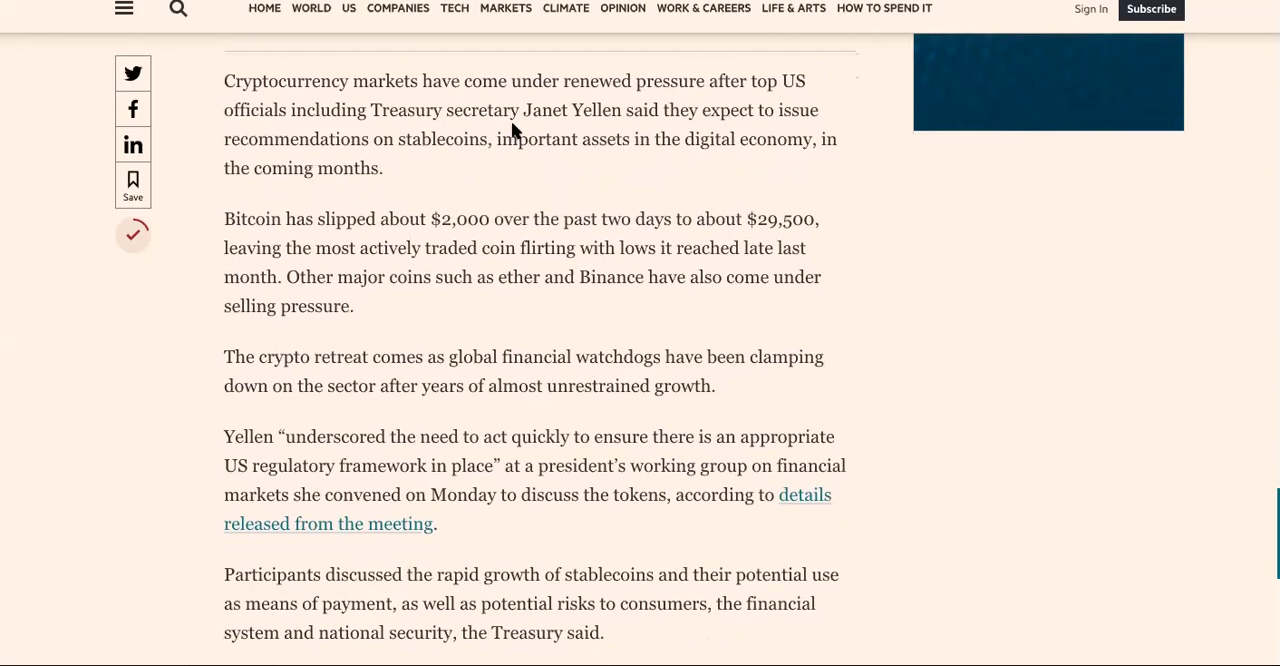 HOME WORLD US COMPANIES TECH MARKETS CLIMATE OPINION WORK & CAREERS LIFE & ARTS HOW TO SPEND IT Sign In Subscribe
Cryptocurrency markets have come under renewed pressure after top US
officials including Treasury secretary Janet Yellen said they expect to issue
recommendations on stablecoins, important assets in the digital economy, in
the coming months.
Save
Bitcoin has slipped about $2,000 over the past two days to about $29,500,
leaving the most actively traded coin flirting with lows it reached late last
month. Other major coins such as ether and Binance have also come under
selling pressure.
The crypto retreat comes as global financial watchdogs have been clamping
down on the sector after years of almost unrestrained growth.
Yellen “underscored the need to act quickly to ensure there is an appropriate
US regulatory framework in place” at a president’s working group on financial
markets she convened on Monday to discuss the tokens, according to details
released from the meeting.
Participants discussed the rapid growth of stablecoins and their potential use
as means of payment, as well as potential risks to consumers, the financial
system and national security, the Treasury said.